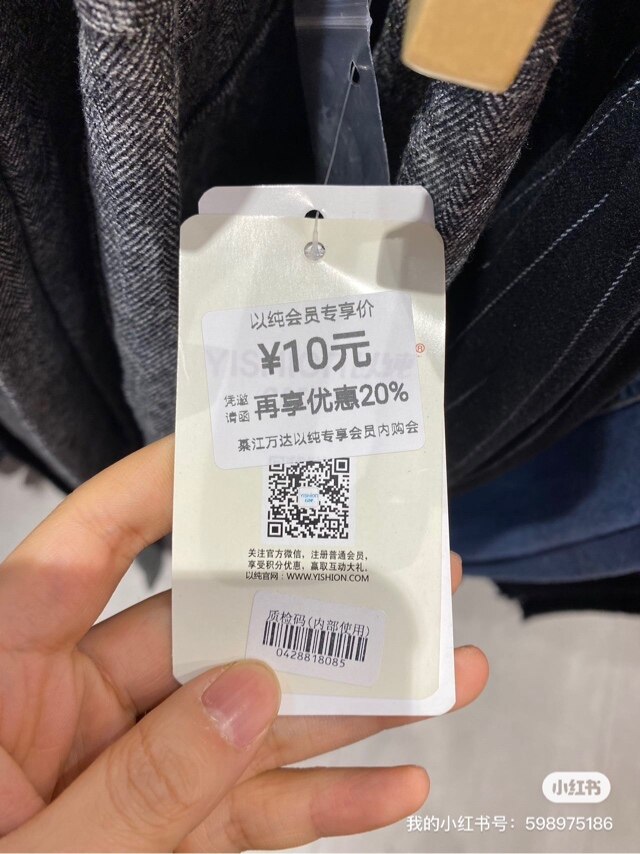 以纯会员专享价
¥10元
凭邀
请函
再享优惠20%
綦江万达以纯专享会员内购会
YISHION
关注官方微信，注册普通会员，
享受积分优惠，赢取互动大礼。
以纯官网：WWW.YISHION.COM
质检码(内部使用)
0428818085
小红书
我的小红书号：598975186